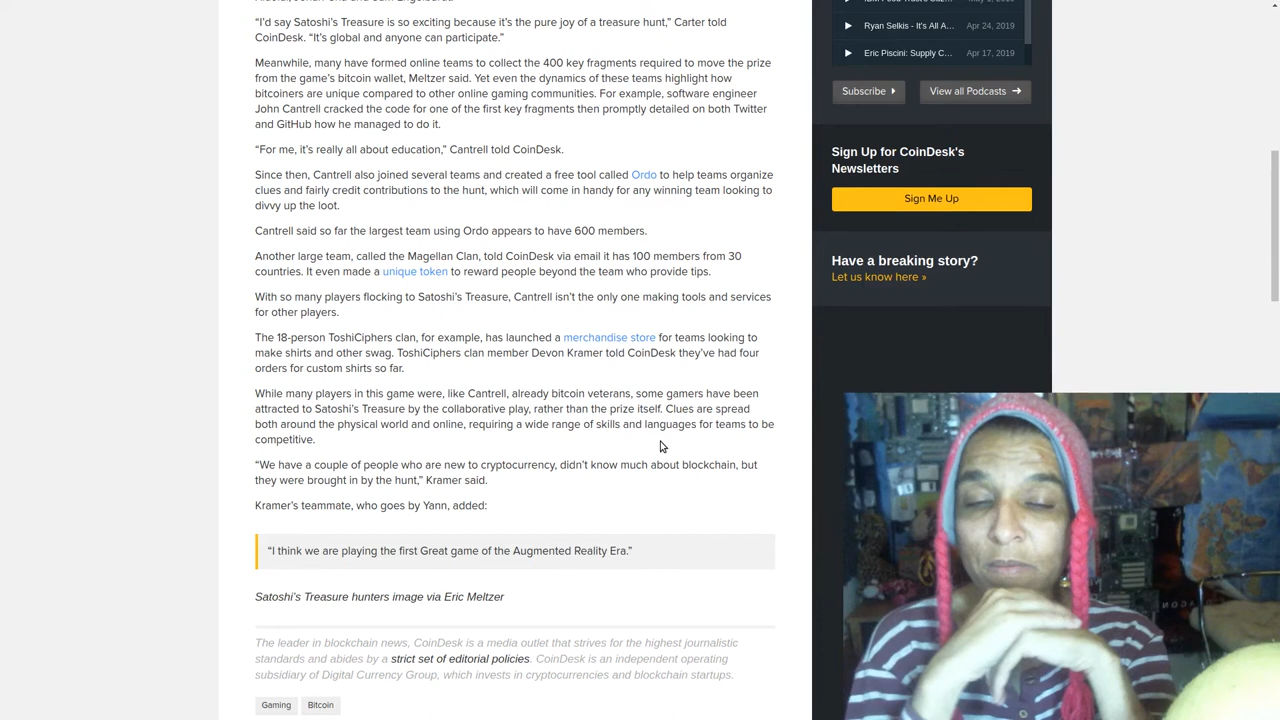 “I’d say Satoshi’s Treasure is so exciting because it’s the pure joy of a treasure hunt,” Carter told
CoinDesk. “It’s global and anyone can participate.”
Meanwhile, many have formed online teams to collect the 400 key fragments required to move the prize
from the game’s bitcoin wallet, Meltzer said. Yet even the dynamics of these teams highlight how
bitcoiners are unique compared to other online gaming communities. For example, software engineer
John Cantrell cracked the code for one of the first key fragments then promptly detailed on both Twitter
and GitHub how he managed to do it.
“For me, it’s really all about education,” Cantrell told CoinDesk.
Since then, Cantrell also joined several teams and created a free tool called Ordo to help teams organize
clues and fairly credit contributions to the hunt, which will come in handy for any winning team looking to
divvy up the loot.
Cantrell said so far the largest team using Ordo appears to have 600 members.
Another large team, called the Magellan Clan, told CoinDesk via email it has 100 members from 30
countries. It even made a unique token to reward people beyond the team who provide tips.
With so many players flocking to Satoshi’s Treasure, Cantrell isn’t the only one making tools and services
for other players.
The 18-person ToshiCiphers clan, for example, has launched a merchandise store for teams looking to
make shirts and other swag. ToshiCiphers clan member Devon Kramer told CoinDesk they’ve had four
orders for custom shirts so far.
While many players in this game were, like Cantrell, already bitcoin veterans, some gamers have been
attracted to Satoshi’s Treasure by the collaborative play, rather than the prize itself. Clues are spread
both around the physical world and online, requiring a wide range of skills and languages for teams to be
competitive.
“We have a couple of people who are new to cryptocurrency, didn’t know much about blockchain, but
they were brought in by the hunt,” Kramer said.
Kramer’s teammate, who goes by Yann, added:
“I think we are playing the first Great game of the Augmented Reality Era.”
Satoshi’s Treasure hunters image via Eric Meltzer
The leader in blockchain news, CoinDesk is a media outlet that strives for the highest journalistic
standards and abides by a strict set of editorial policies. CoinDesk is an independent operating
subsidiary of Digital Currency Group, which invests in cryptocurrencies and blockchain startups.
Gaming Bitcoin
Ryan Selkis - It's All A... Apr 24, 2019
Eric Piscini: Supply C... Apr 17, 2019
Subscribe View all Podcasts
Sign Up for CoinDesk's
Newsletters
Sign Me Up
Have a breaking story?
Let us know here »